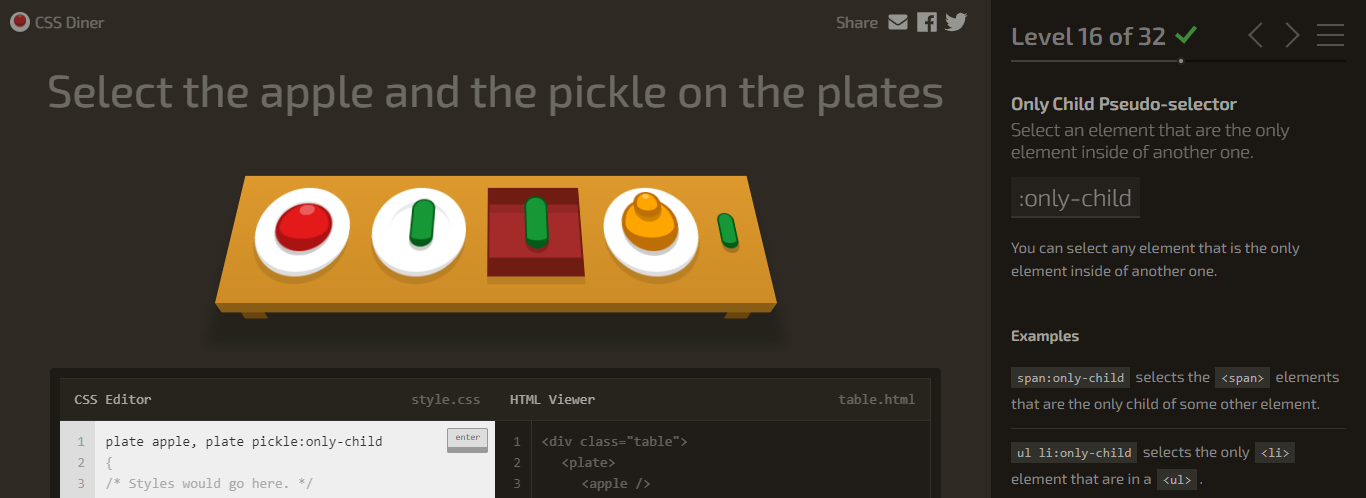 CSS Diner
Share
Select the apple and the pickle on the plates
CSS Editor style.css
1 plate apple, plate pickle:only-child enter
2 {
3 /* Styles would go here. */
HTML Viewer table.html
1 <div class="table">
2 <plate>
3 <apple />
Level 16 of 32
Only Child Pseudo-selector
Select an element that are the only
element inside of another one.
:only-child
You can select any element that is the only
element inside of another one.
Examples
span:only-child selects the <span> elements
that are the only child of some other element.
ul li:only-child selects the only <li>
element that are in a <ul> .